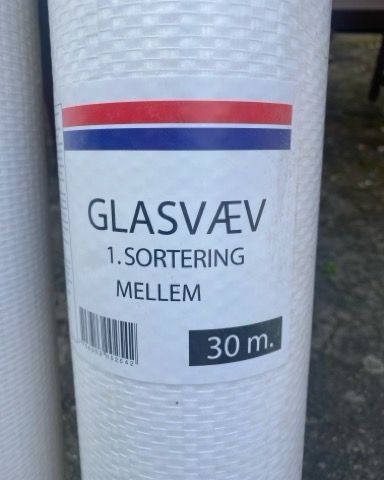 GLASVÆV
1. SORTERING
MELLEM
30 m.